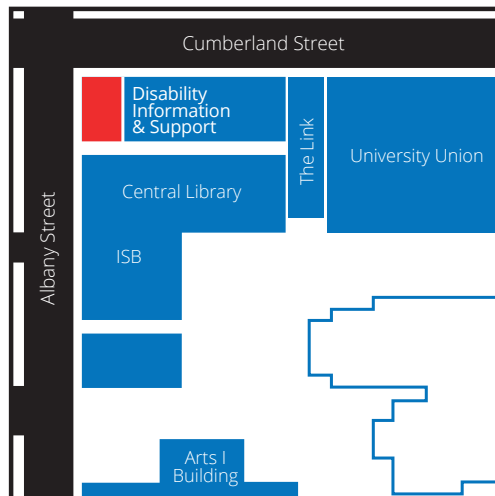 Cumberland Street
Disability
Information
& Support
The Link
University Union
Central Library
Albany Street
ISB
Arts I
Building